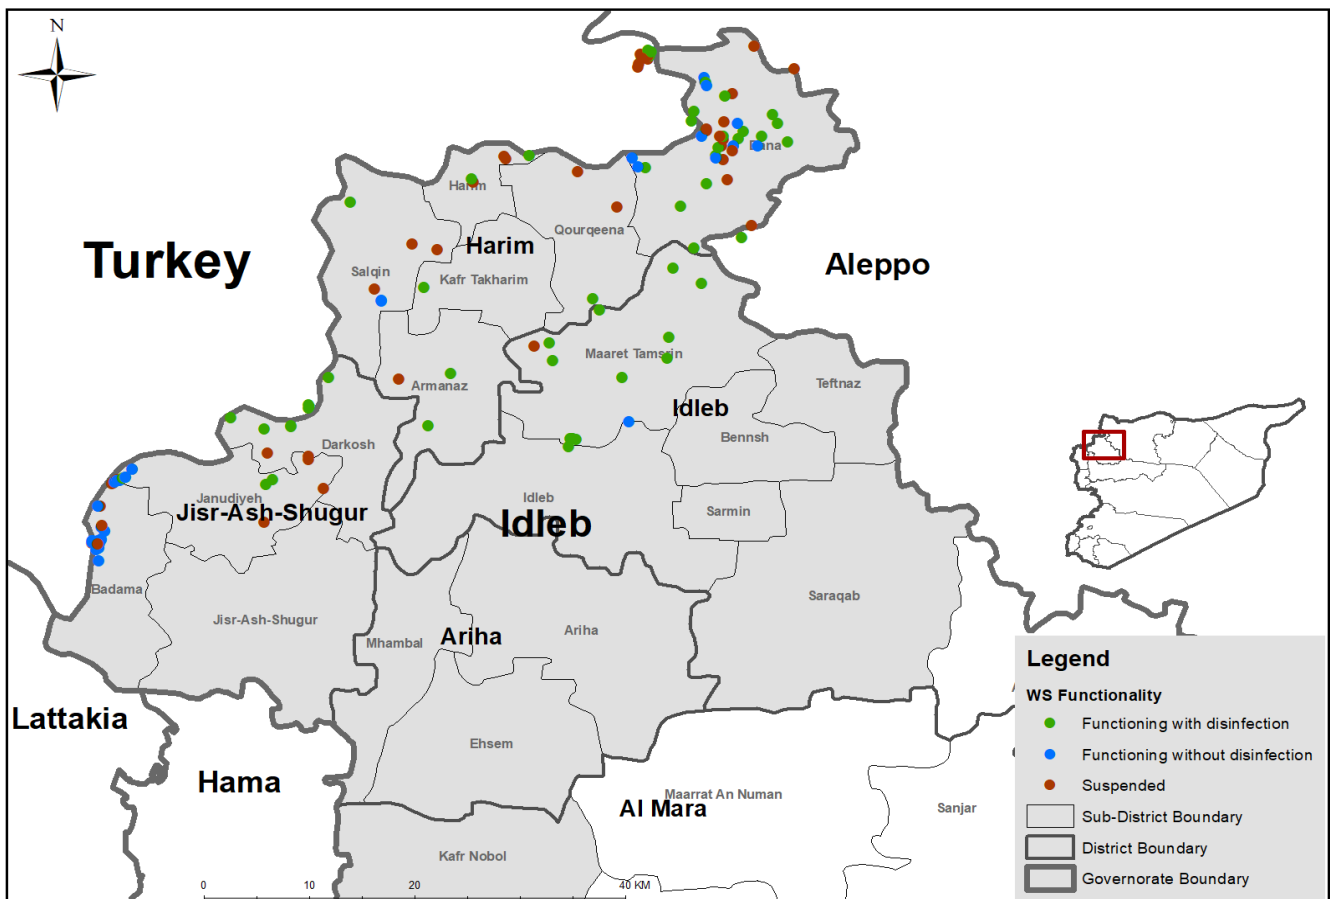 N
Dana
Harim
Turkey
Harim
Qourqeena
Aleppo
Salqin
Kafr Takharim
Maaret Tamsrin
Armanaz
Teftnaz
Idleb
Bennsh
Darkosh
Janudiyeh
Jisr-Ash-Shugur
Idleb
Idleb
Sarmin
Badama
Saraqab
Jisr-Ash-Shugur
Mhambal
Ariha
Ariha
Lattakia
Ehsem
Hama
Maarrat An Numan
Al Mara
Sanjar
Kafr Nobol
0 10 20 40 KM
Legend
WS Functionality
Functioning with disinfection
Functioning without disinfection
Suspended
Sub-District Boundary
District Boundary
Governorate Boundary